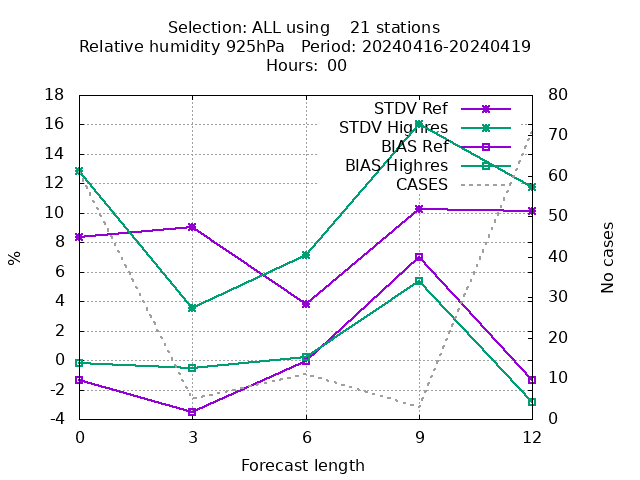 Selection: ALL using    21 stations
Relative humidity 925hPa   Period: 20240416-20240419
Hours: 00
18
16
14
12
10
8
6
4
2
0
-2
-4
%
STDV Ref
STDV Highres
BIAS Ref
BIAS Highres
CASES
80
70
60
50
40
30
20
10
0
No cases
0 3 6 9 12
Forecast length